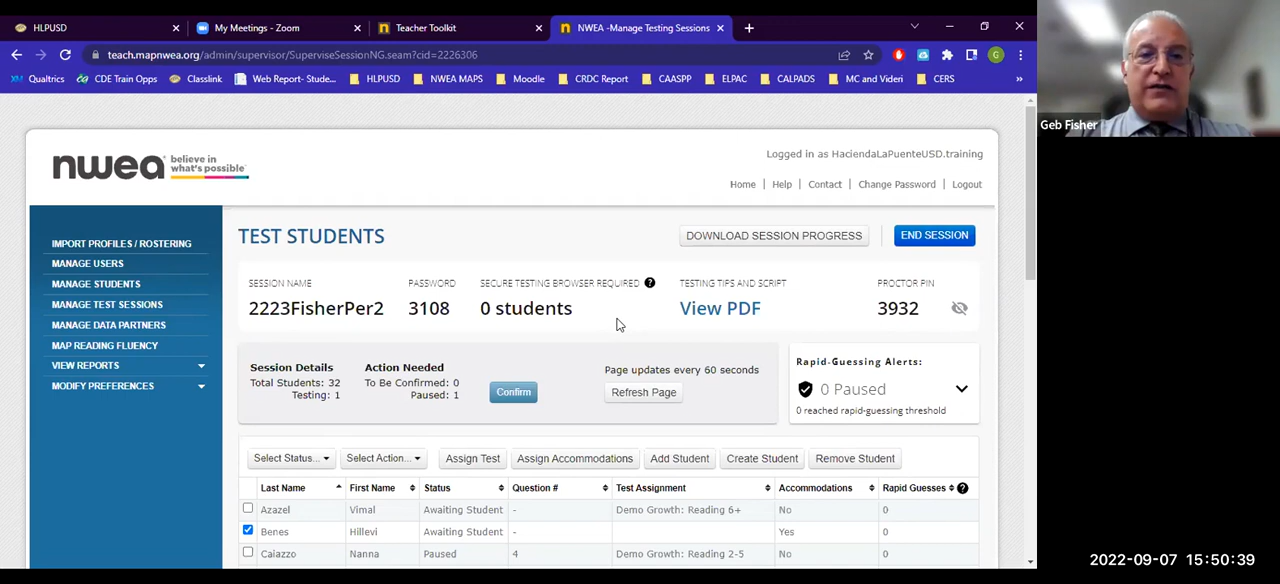 HLPUSD
My Meetings - Zoom
Teacher Toolkit
NWEA -Manage Testing Sessions
teach.mapnwea.org/admin/supervisor/SuperviseSessionNG.seam?cid=2226306
G
Qualtrics
CDE Train Opps
Classlink
Web Report- Stude...
HLPUSD
NWEA MAPS
Moodle
CRDC Report
CAASPP
ELPAC
CALPADS
MC and Videri
CERS
»
Geb Fisher
nwea believe in what's possible
Logged in as HaciendaLaPuenteUSD.training
Home | Help | Contact | Change Password | Logout
IMPORT PROFILES / ROSTERING
MANAGE USERS
MANAGE STUDENTS
MANAGE TEST SESSIONS
MANAGE DATA PARTNERS
MAP READING FLUENCY
VIEW REPORTS
MODIFY PREFERENCES
TEST STUDENTS
DOWNLOAD SESSION PROGRESS
END SESSION
SESSION NAME PASSWORD SECURE TESTING BROWSER REQUIRED ? TESTING TIPS AND SCRIPT PROCTOR PIN
2223FisherPer2 3108 0 students View PDF 3932
Session Details
Total Students: 32
Testing: 1
Action Needed
To Be Confirmed: 0
Paused: 1
Confirm
Page updates every 60 seconds
Refresh Page
Rapid-Guessing Alerts:
0 Paused
0 reached rapid-guessing threshold
Select Status... Select Action... Assign Test Assign Accommodations Add Student Create Student Remove Student
Last Name First Name Status Question # Test Assignment Accommodations Rapid Guesses ?
Azazel Vimal Awaiting Student - Demo Growth: Reading 6+ No 0
Benes Hillevi Awaiting Student - Yes 0
Caiazzo Nanna Paused 4 Demo Growth: Reading 2-5 No 0
2022-09-07 15:50:39